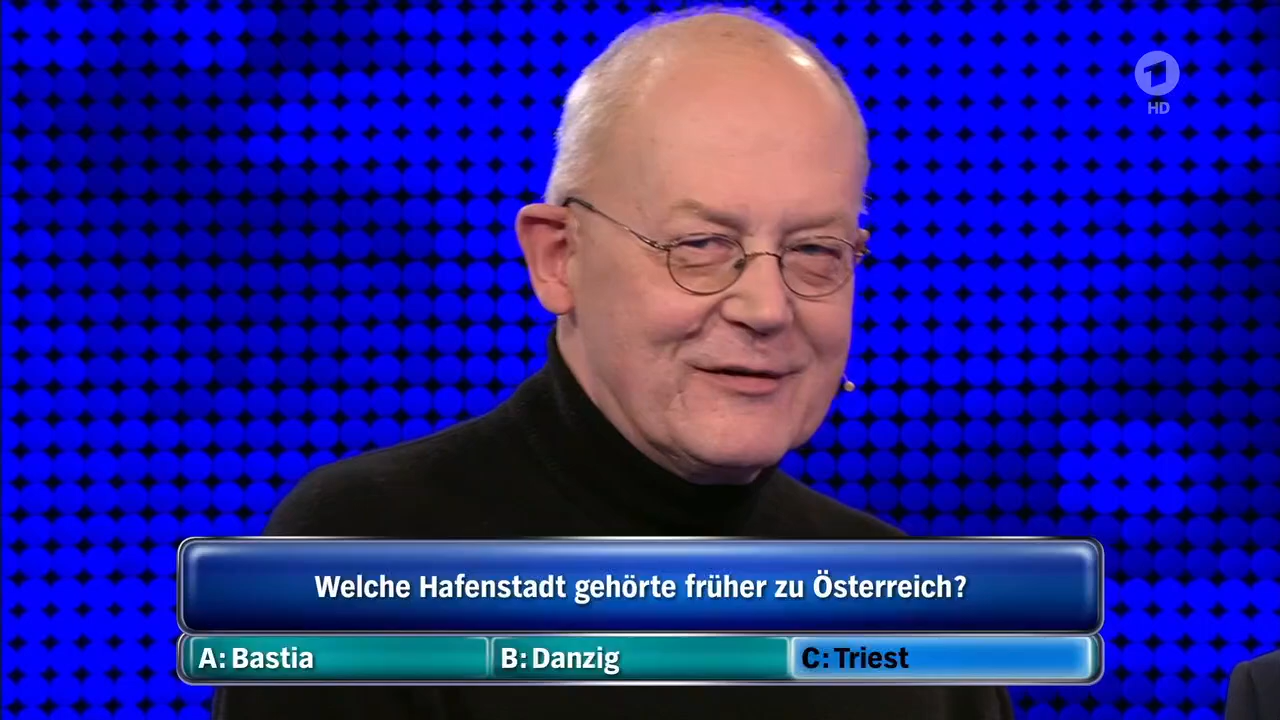 1
HD
Welche Hafenstadt gehörte früher zu Österreich?
A: Bastia
B: Danzig
C: Triest